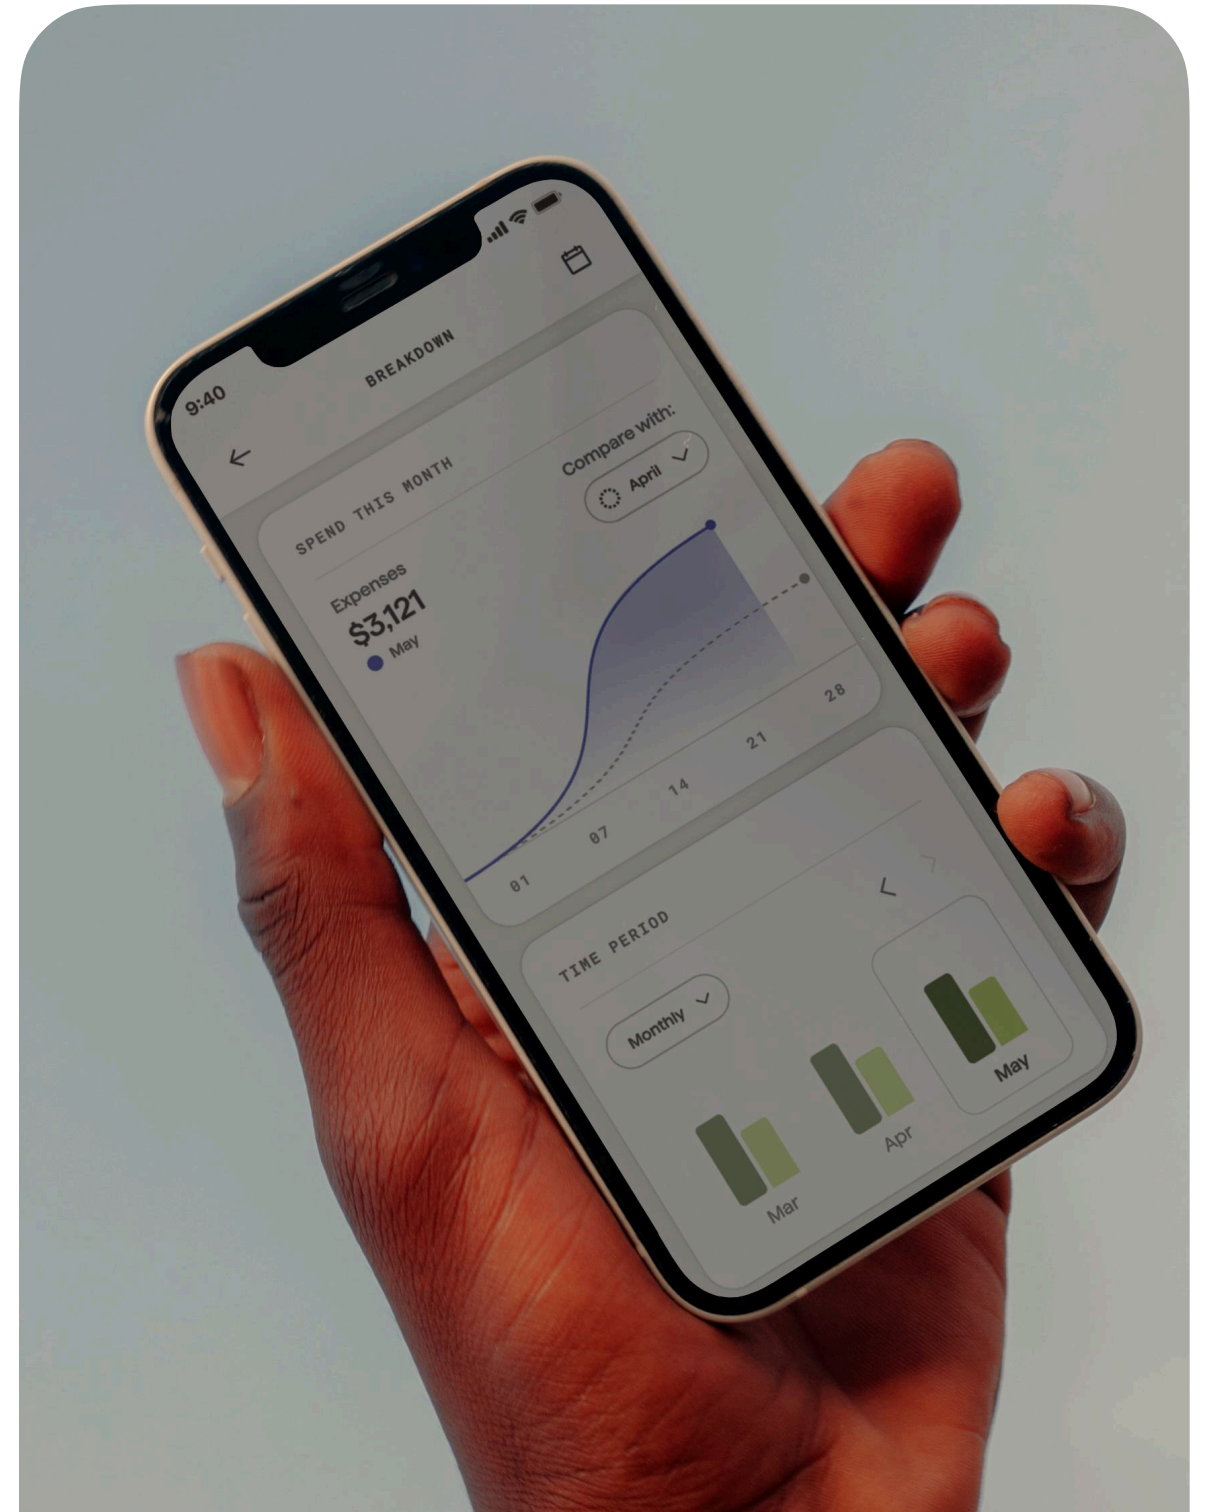 9:40
BREAKDOWN
SPEND THIS MONTH
Expenses
$3,121
May
Compare with:
April
01 07 14 21 28
TIME PERIOD
Monthly
Mar Apr May